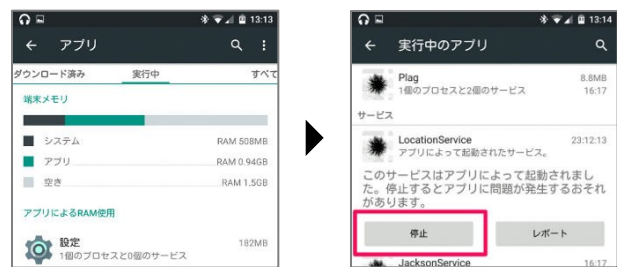 13:13
アプリ
ダウンロード済み 実行中 すべて
端末メモリ
システム RAM 508MB
アプリ RAM 0.94GB
空き RAM 1.5GB
アプリによるRAM使用
設定 182MB
1個のプロセスと0個のサービス
13:14
実行中のアプリ
Plag 8.8MB
1個のプロセスと2個のサービス 16:17
サービス
LocationService 23:12:13
アプリによって起動されたサービス。
このサービスはアプリによって起動されまし
た。停止するとアプリに問題が発生するおそれ
があります。
停止 レポート
JacksonService 16:17